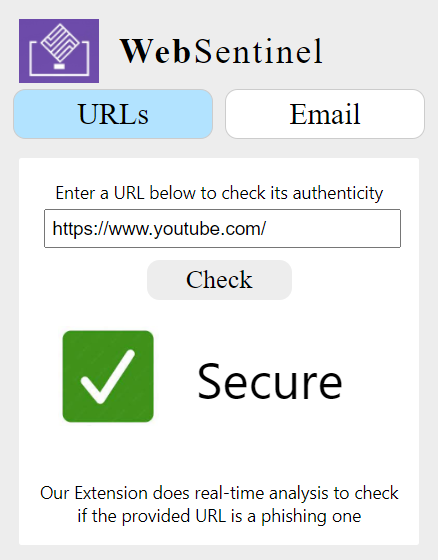 WebSentinel
URLs
Email
Enter a URL below to check its authenticity
https://www.youtube.com/
Check
Secure
Our Extension does real-time analysis to check
if the provided URL is a phishing one